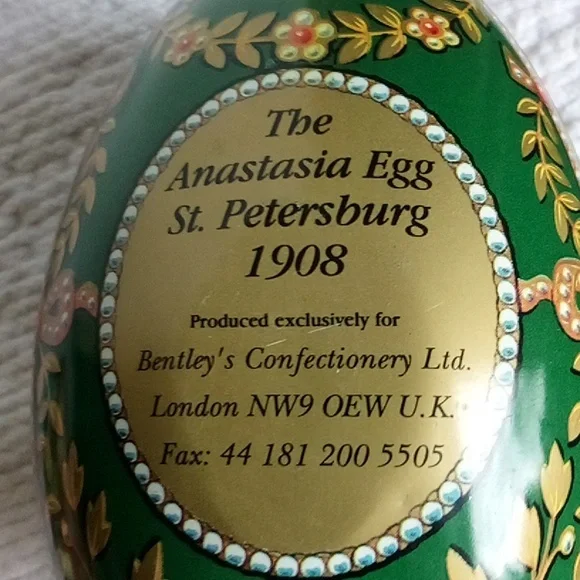 The
Anastasia Egg
St. Petersburg
1908
Produced exclusively for
Bentley's Confectionery Ltd.
London NW9 OEW U.K.
Fax: 44 181 200 5505